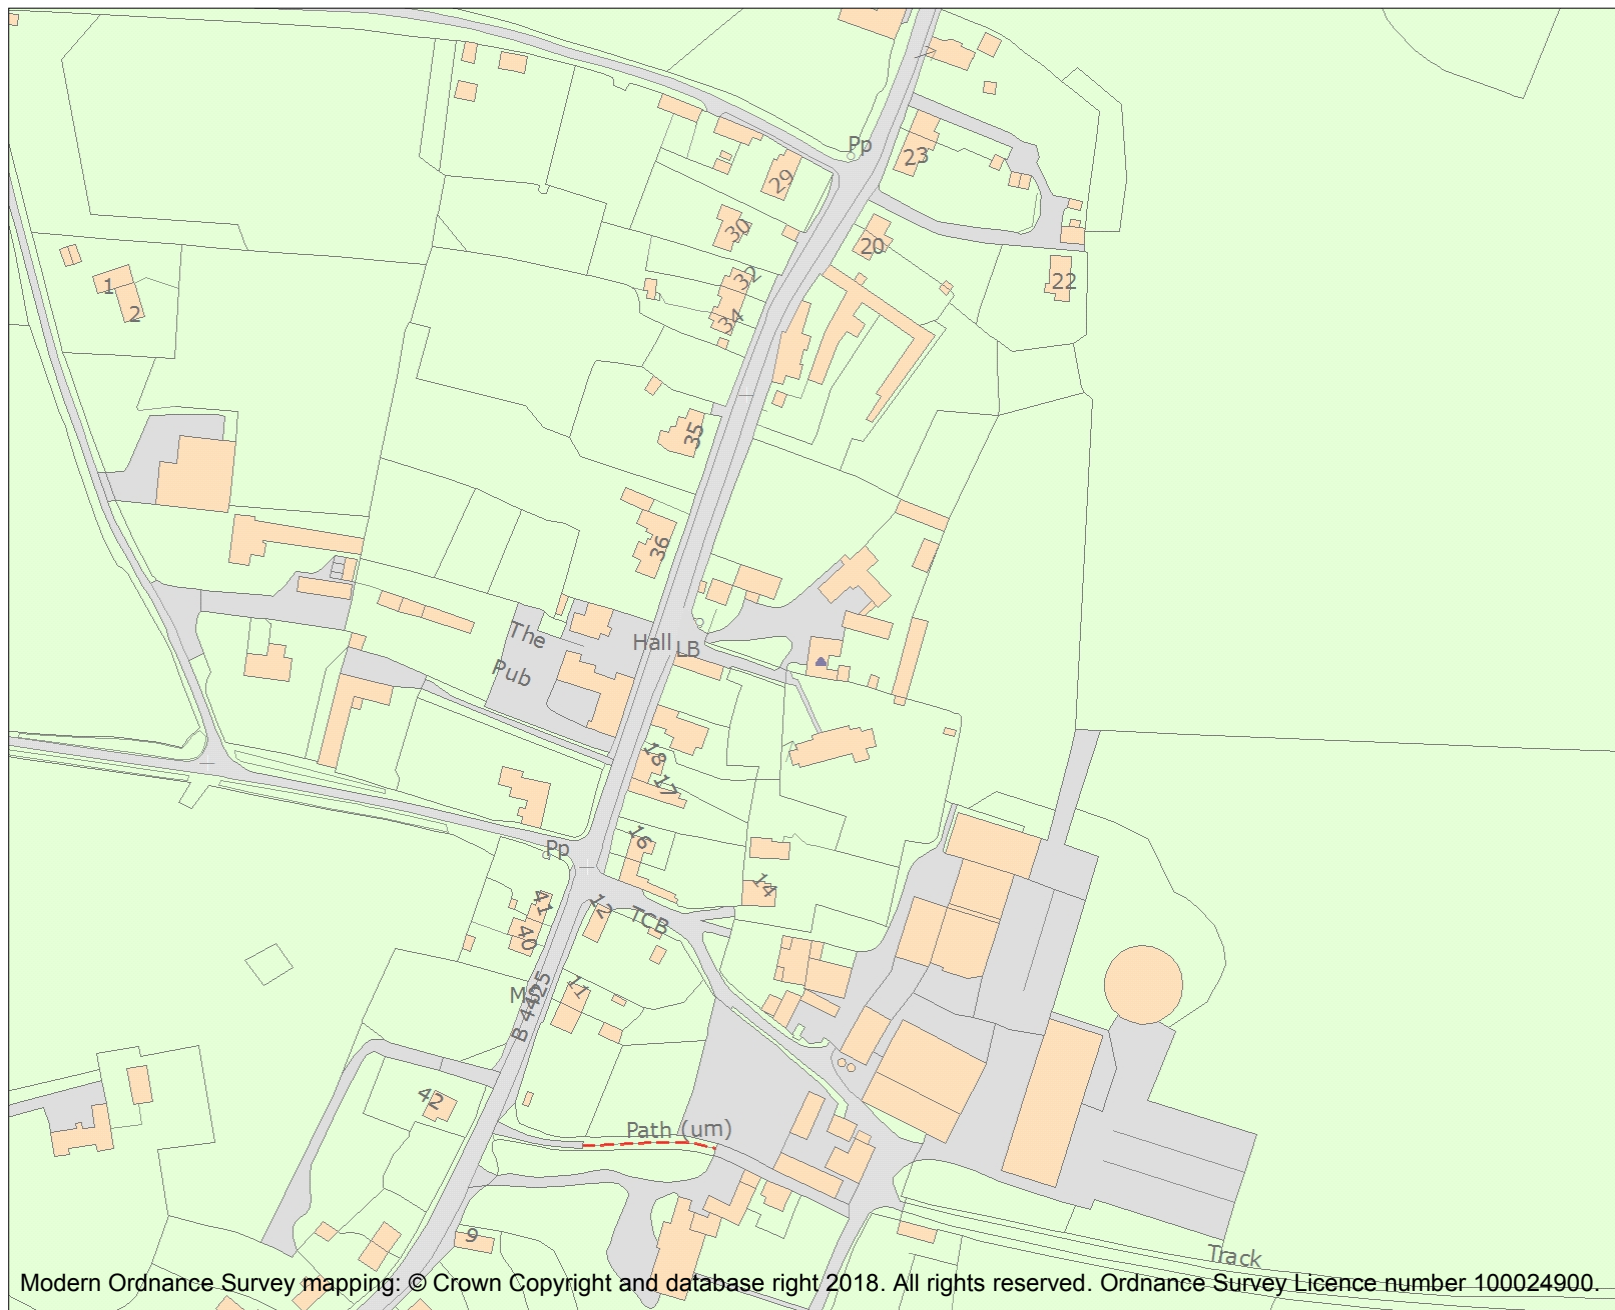 Pp
23
29
30
20
32
22
1
2
34
35
36
The
Hall
LB
Pub
18
17
16
Pp
14
41
12
TCB
40
11
B 4425
42
Path (um)
9
Track
Modern Ordnance Survey mapping: © Crown Copyright and database right 2018. All rights reserved. Ordnance Survey Licence number 100024900.